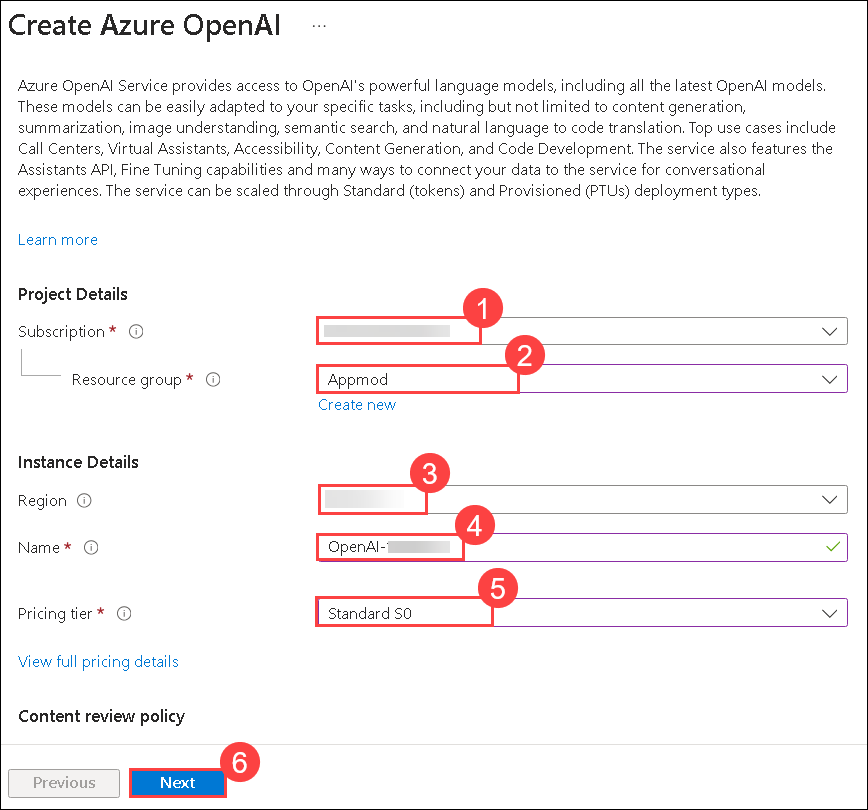 Create Azure OpenAI ...
Azure OpenAI Service provides access to OpenAI's powerful language models, including all the latest OpenAI models.
These models can be easily adapted to your specific tasks, including but not limited to content generation,
summarization, image understanding, semantic search, and natural language to code translation. Top use cases include
Call Centers, Virtual Assistants, Accessibility, Content Generation, and Code Development. The service also features the
Assistants API, Fine Tuning capabilities and many ways to connect your data to the service for conversational
experiences. The service can be scaled through Standard (tokens) and Provisioned (PTUs) deployment types.
Learn more
Project Details
1
Subscription *
2
Resource group * Appmod
Create new
Instance Details
3
Region
4
Name * OpenAI-
5
Pricing tier * Standard S0
View full pricing details
Content review policy
6
Previous Next